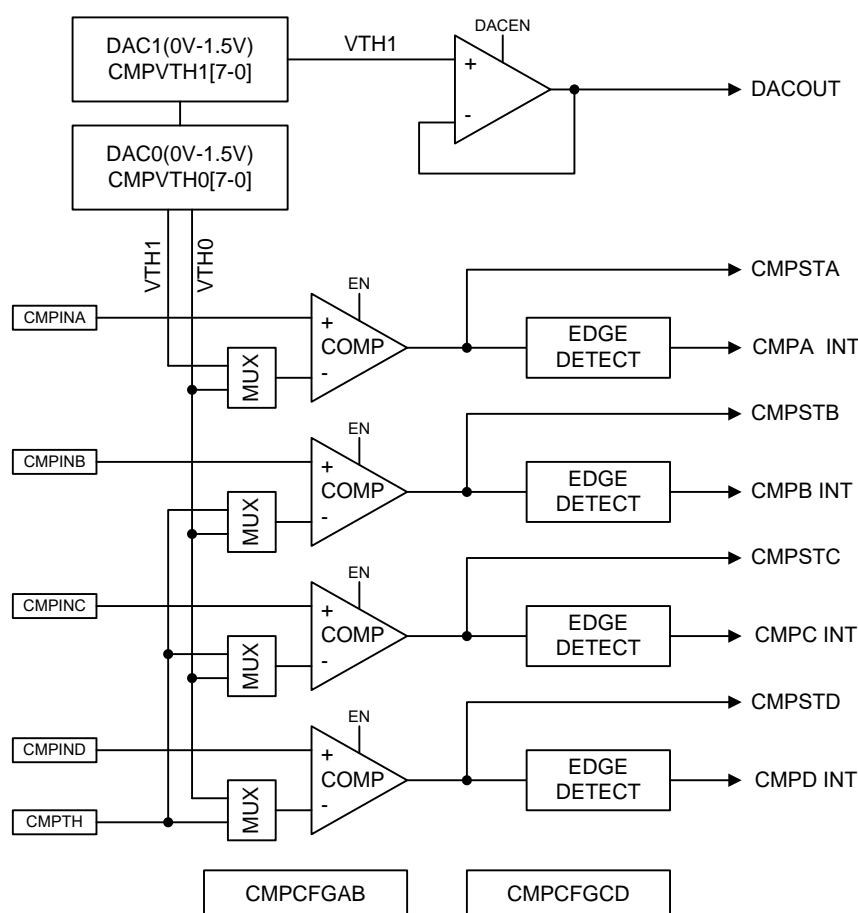 DACEN
DAC1(0V-1.5V)
CMPVTH1[7-0]
VTH1
+
-
DACOUT
DAC0(0V-1.5V)
CMPVTH0[7-0]
VTH1
VTH0
CMPSTA
EN
CMPINA
+
COMP
-
MUX
EDGE
DETECT
CMPA INT
CMPSTB
EN
CMPINB
+
COMP
-
MUX
EDGE
DETECT
CMPB INT
CMPSTC
EN
CMPINC
+
COMP
-
MUX
EDGE
DETECT
CMPC INT
CMPSTD
EN
CMPIND
+
COMP
-
MUX
EDGE
DETECT
CMPD INT
CMPTH
CMPCFGAB
CMPCFGCD